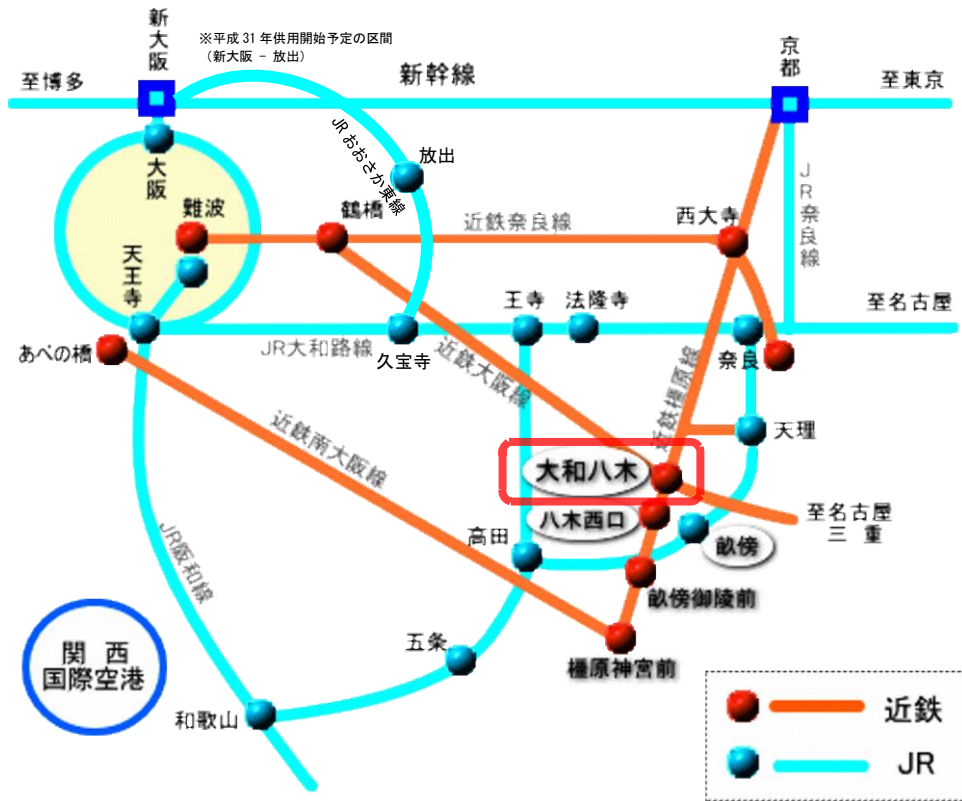 新大阪
※平成31年供用開始予定の区間
（新大阪 － 放出）
京都
至博多
新幹線
至東京
大阪
JRおおさか東線
放出
JR奈良線
難波
鶴橋
近鉄奈良線
西大寺
天王寺
王寺
法隆寺
至名古屋
あべの橋
JR大和路線
久宝寺
近鉄大阪線
奈良
近鉄橿原線
天理
近鉄南大阪線
大和八木
八木西口
至名古屋
三 重
高田
畝傍
JR阪和線
畝傍御陵前
五条
橿原神宮前
関 西
国際空港
和歌山
近鉄
JR